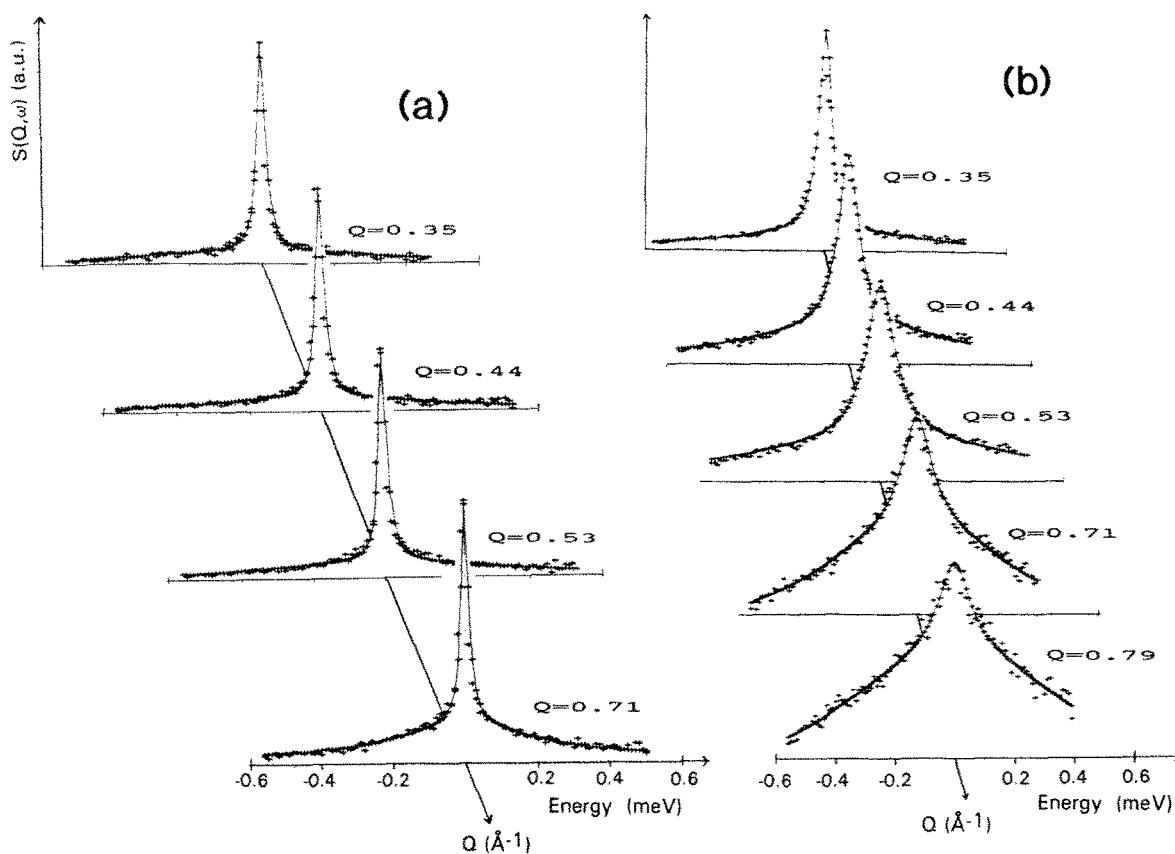 S(Q,ω) (a.u.)
(a)
Q=0.35
Q=0.44
Q=0.53
Q=0.71
-0.6 -0.4 -0.2 0.2 0.4 0.6
Energy (meV)
Q (Å-1)
(b)
Q=0.35
Q=0.44
Q=0.53
Q=0.71
Q=0.79
-0.6 -0.4 -0.2 0.2 0.4 0.6
Energy (meV)
Q (Å-1)